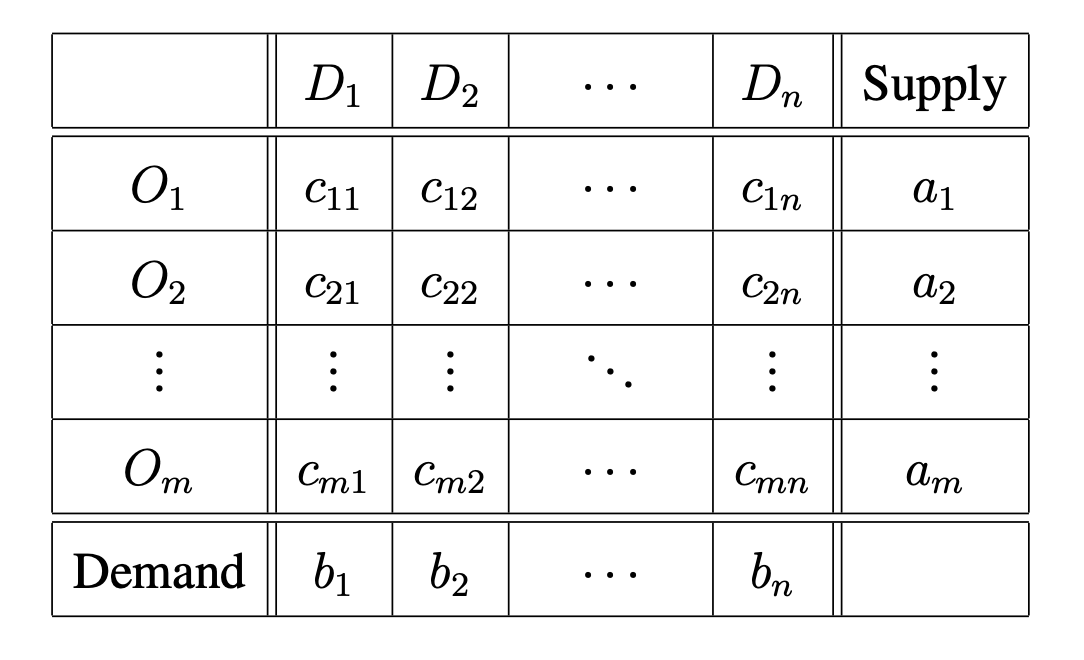 D₁ D₂ ⋯ Dₙ Supply
O₁ c₁₁ c₁₂ ⋯ c₁ₙ a₁
O₂ c₂₁ c₂₂ ⋯ c₂ₙ a₂
⋮ ⋮ ⋮ ⋱ ⋮ ⋮
Oₘ cₘ₁ cₘ₂ ⋯ cₘₙ aₘ
Demand b₁ b₂ ⋯ bₙ